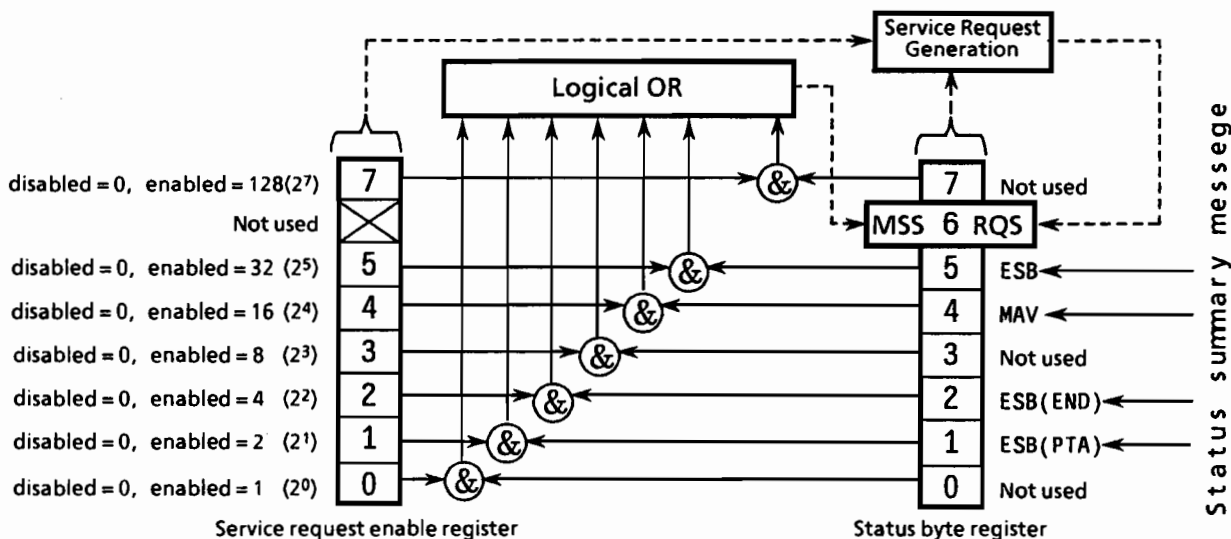 Service Request
Generation
Logical OR
disabled = 0, enabled = 128(2⁷)
7
&
7
Not used
Not used
MSS 6 RQS
disabled = 0, enabled = 32 (2⁵)
5
&
5
ESB
disabled = 0, enabled = 16 (2⁴)
4
&
4
MAV
disabled = 0, enabled = 8 (2³)
3
&
3
Not used
disabled = 0, enabled = 4 (2²)
2
&
2
ESB(END)
disabled = 0, enabled = 2 (2¹)
1
&
1
ESB(PTA)
disabled = 0, enabled = 1 (2⁰)
0
&
0
Not used
Service request enable register
Status byte register
Status summary messege